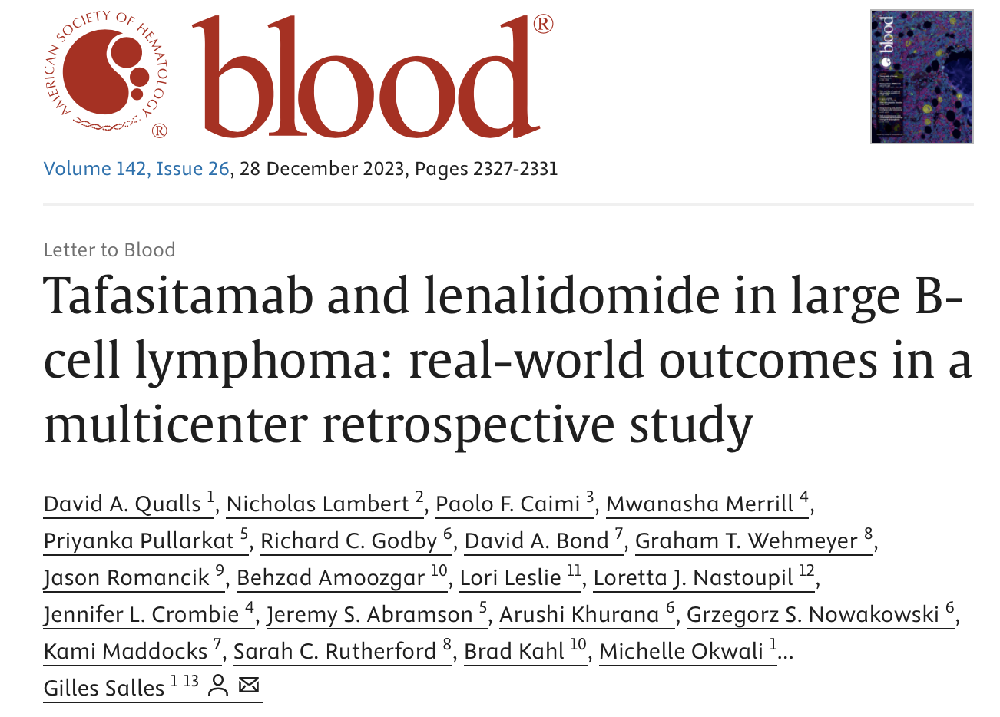 AMERICAN SOCIETY OF HEMATOLOGY ®
blood®
blood
Volume 142, Issue 26, 28 December 2023, Pages 2327-2331
Letter to Blood
Tafasitamab and lenalidomide in large B-
cell lymphoma: real-world outcomes in a
multicenter retrospective study
David A. Qualls 1, Nicholas Lambert 2, Paolo F. Caimi 3, Mwanasha Merrill 4,
Priyanka Pullarkat 5, Richard C. Godby 6, David A. Bond 7, Graham T. Wehmeyer 8,
Jason Romancik 9, Behzad Amoozgar 10, Lori Leslie 11, Loretta J. Nastoupil 12,
Jennifer L. Crombie 4, Jeremy S. Abramson 5, Arushi Khurana 6, Grzegorz S. Nowakowski 6,
Kami Maddocks 7, Sarah C. Rutherford 8, Brad Kahl 10, Michelle Okwali 1...
Gilles Salles 1 13